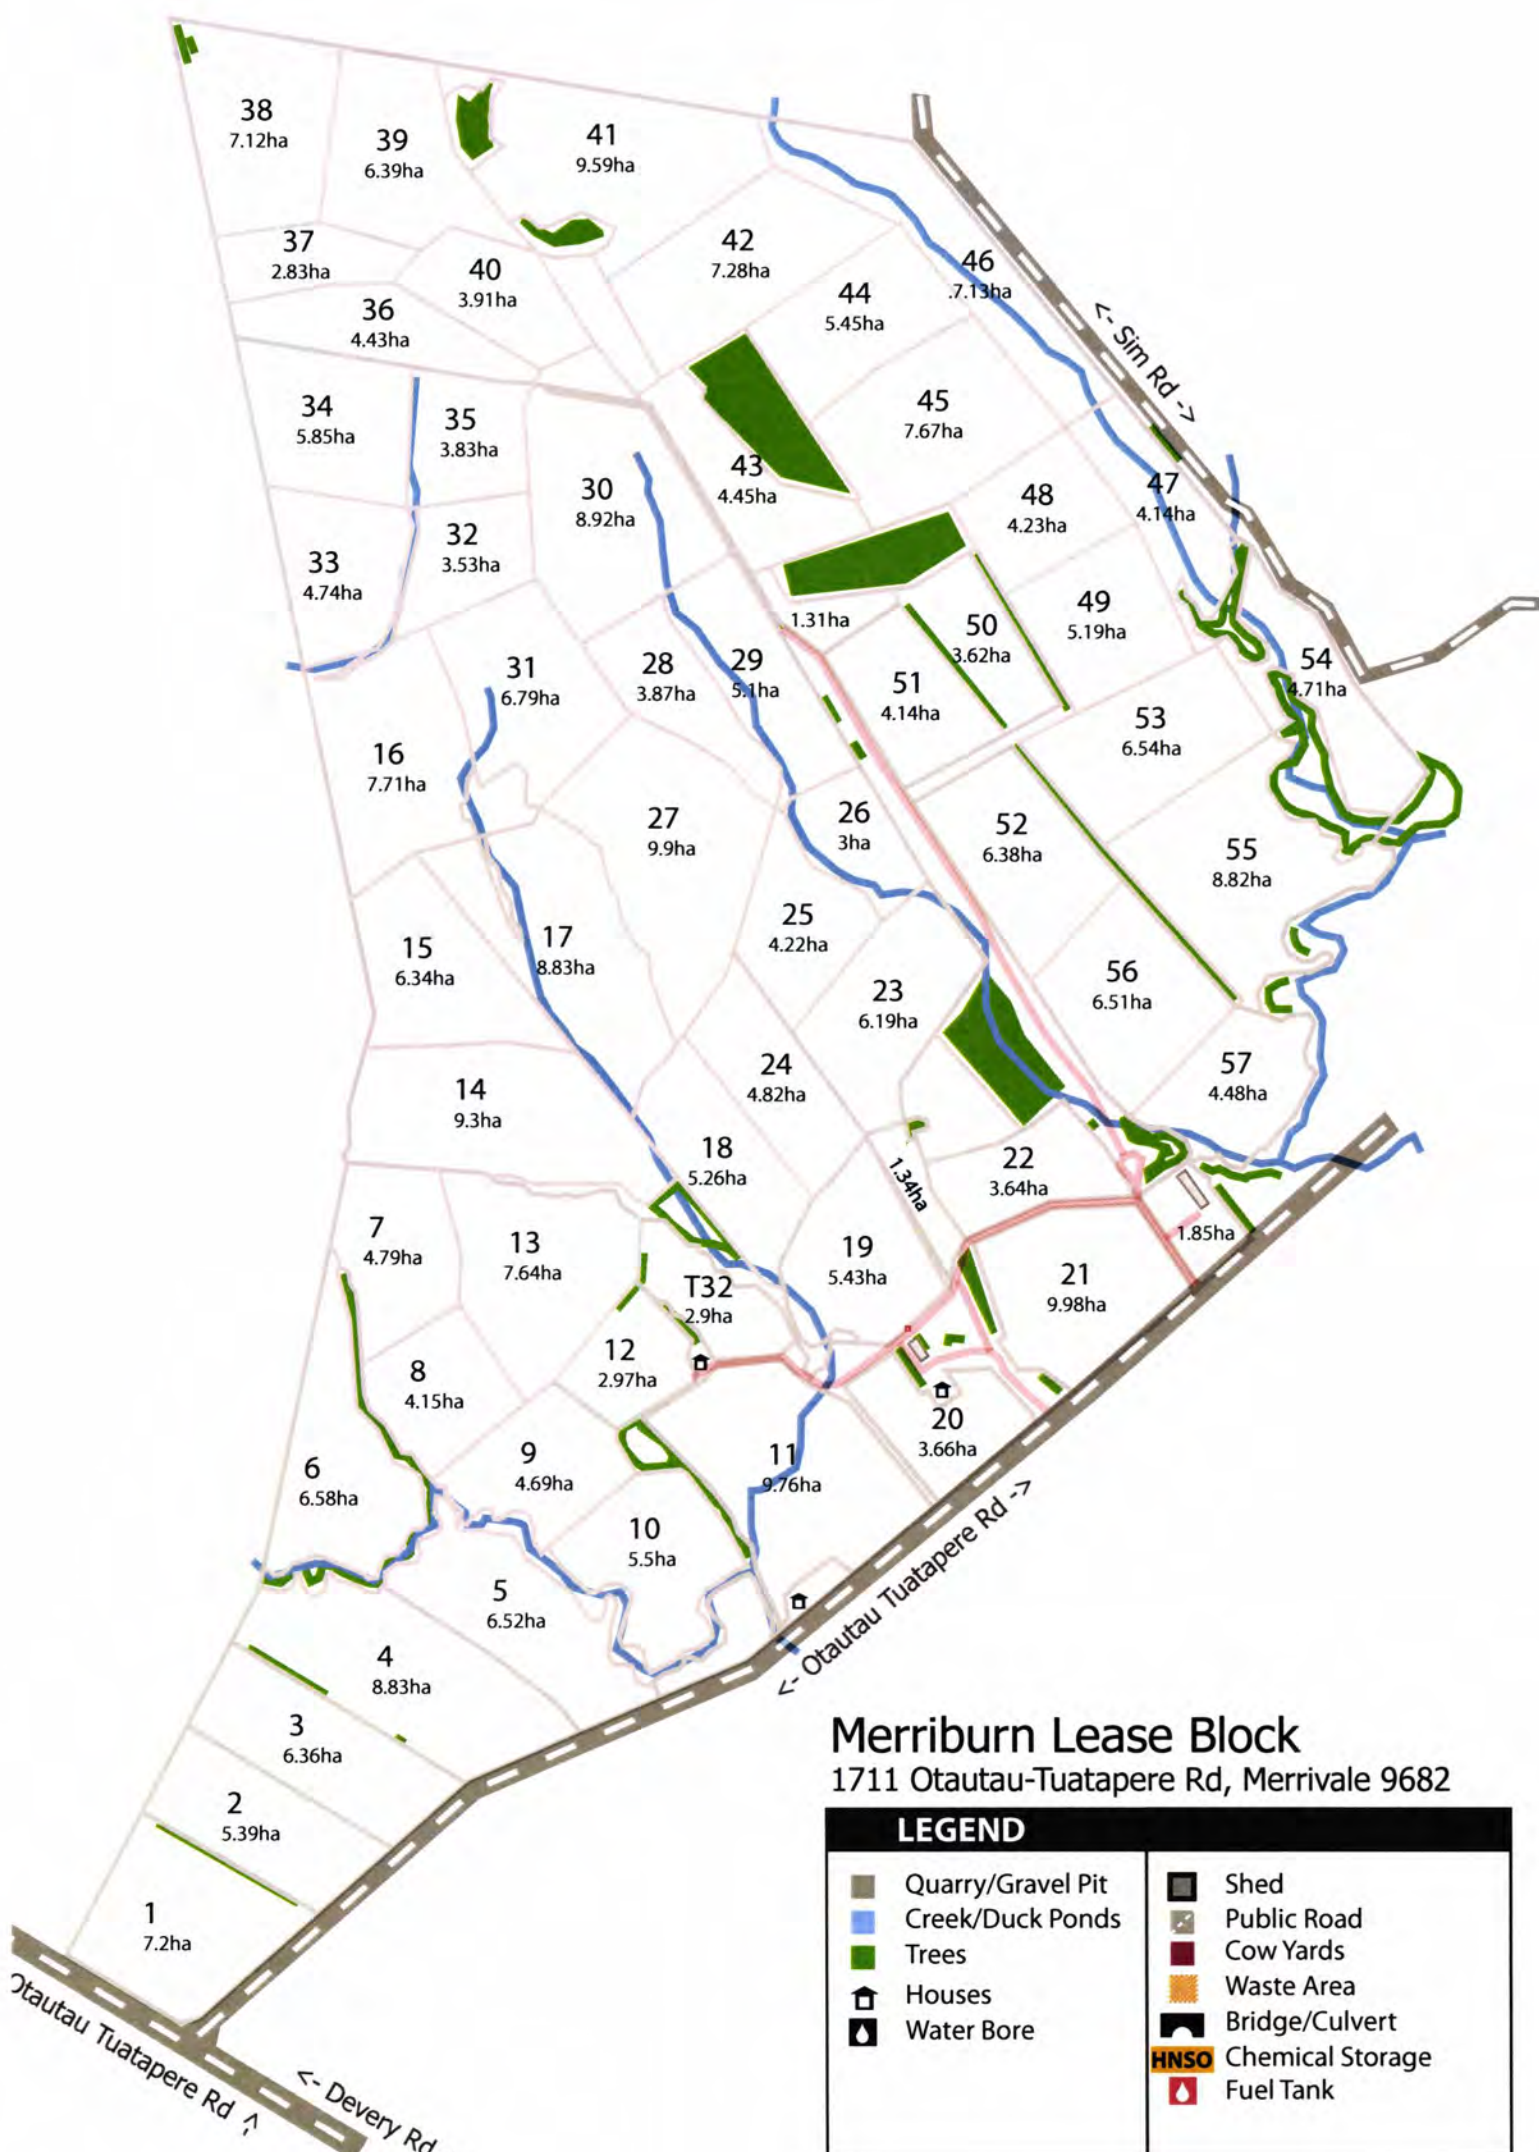 38
7.12ha
39
6.39ha
41
9.59ha
37
2.83ha
40
3.91ha
42
7.28ha
46
.7.13ha
36
4.43ha
44
5.45ha
<- Sim Rd ->
34
5.85ha
35
3.83ha
45
7.67ha
30
8.92ha
43
4.45ha
48
4.23ha
47
4.14ha
33
4.74ha
32
3.53ha
1.31ha
50
3.62ha
49
5.19ha
31
6.79ha
28
3.87ha
29
5.1ha
51
4.14ha
54
4.71ha
53
6.54ha
16
7.71ha
27
9.9ha
26
3ha
52
6.38ha
55
8.82ha
15
6.34ha
17
8.83ha
25
4.22ha
23
6.19ha
56
6.51ha
14
9.3ha
24
4.82ha
57
4.48ha
18
5.26ha
1.34ha
22
3.64ha
7
4.79ha
13
7.64ha
19
5.43ha
1.85ha
T32
2.9ha
21
9.98ha
8
4.15ha
12
2.97ha
20
3.66ha
6
6.58ha
9
4.69ha
11
9.76ha
10
5.5ha
5
6.52ha
<- Otautau Tuatapere Rd ->
4
8.83ha
3
6.36ha
2
5.39ha
1
7.2ha
Otautau Tuatapere Rd ->
<- Devery Rd
Merriburn Lease Block
1711 Otautau-Tuatapere Rd, Merrivale 9682
LEGEND
Quarry/Gravel Pit
Creek/Duck Ponds
Trees
Houses
Water Bore
Shed
Public Road
Cow Yards
Waste Area
Bridge/Culvert
HNSO Chemical Storage
Fuel Tank